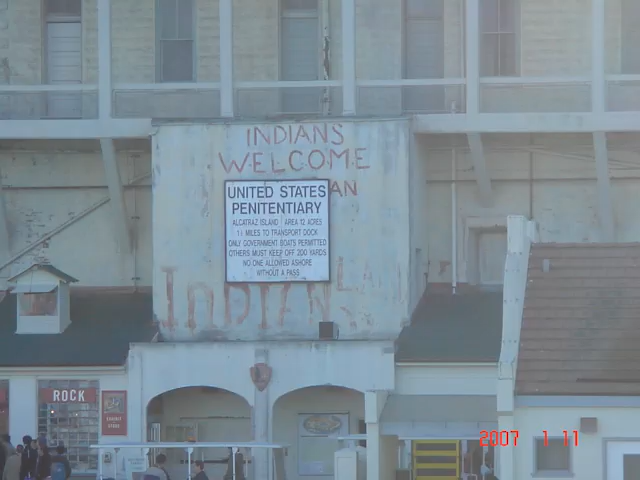 INDIANS
WELCOME
UNITED STATES
PENITENTIARY
ALCATRAZ ISLAND AREA 12 ACRES
1½ MILES TO TRANSPORT DOCK
ONLY GOVERNMENT BOATS PERMITTED
OTHERS MUST KEEP OFF 200 YARDS
NO ONE ALLOWED ASHORE
WITHOUT A PASS
AN
INDIAN LAN
ROCK
EXHIBIT
2007 1 11